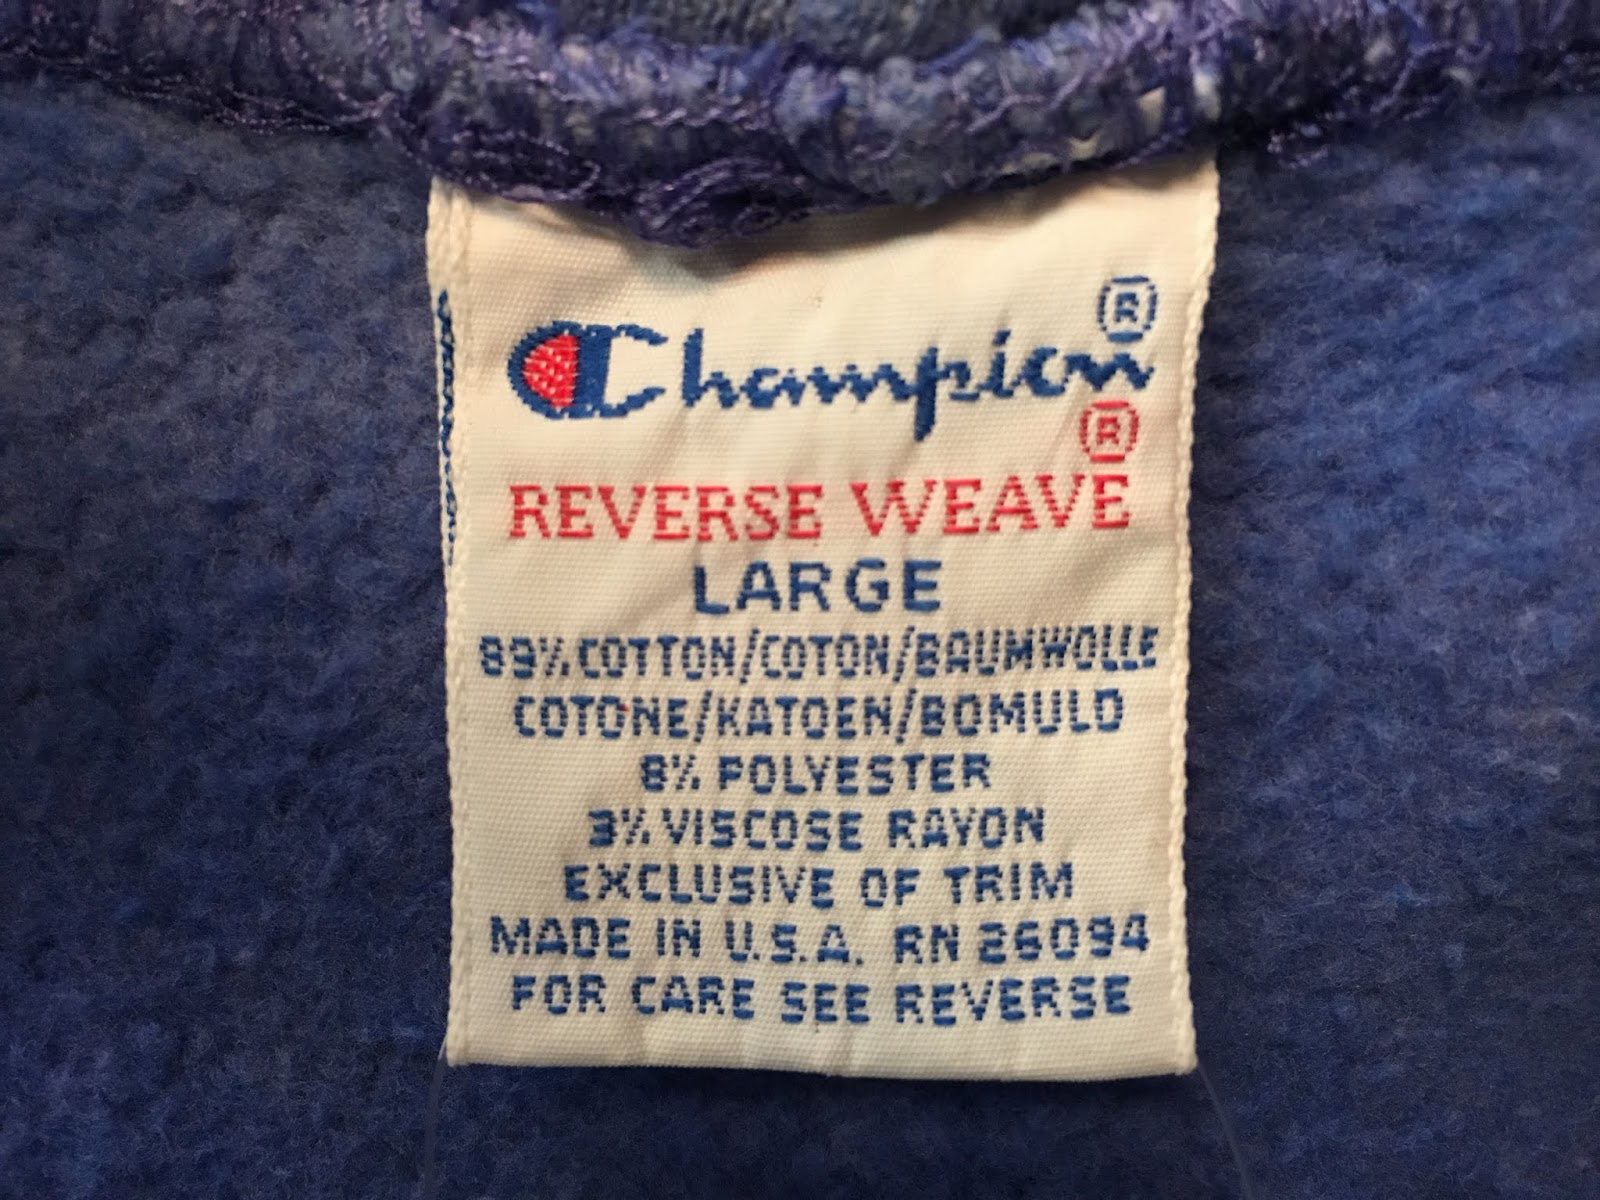 Champion®
REVERSE WEAVE®
LARGE
89% COTTON/COTON/BAUMWOLLE
COTONE/KATOEN/BOMULD
8% POLYESTER
3% VISCOSE RAYON
EXCLUSIVE OF TRIM
MADE IN U.S.A. RN 26094
FOR CARE SEE REVERSE